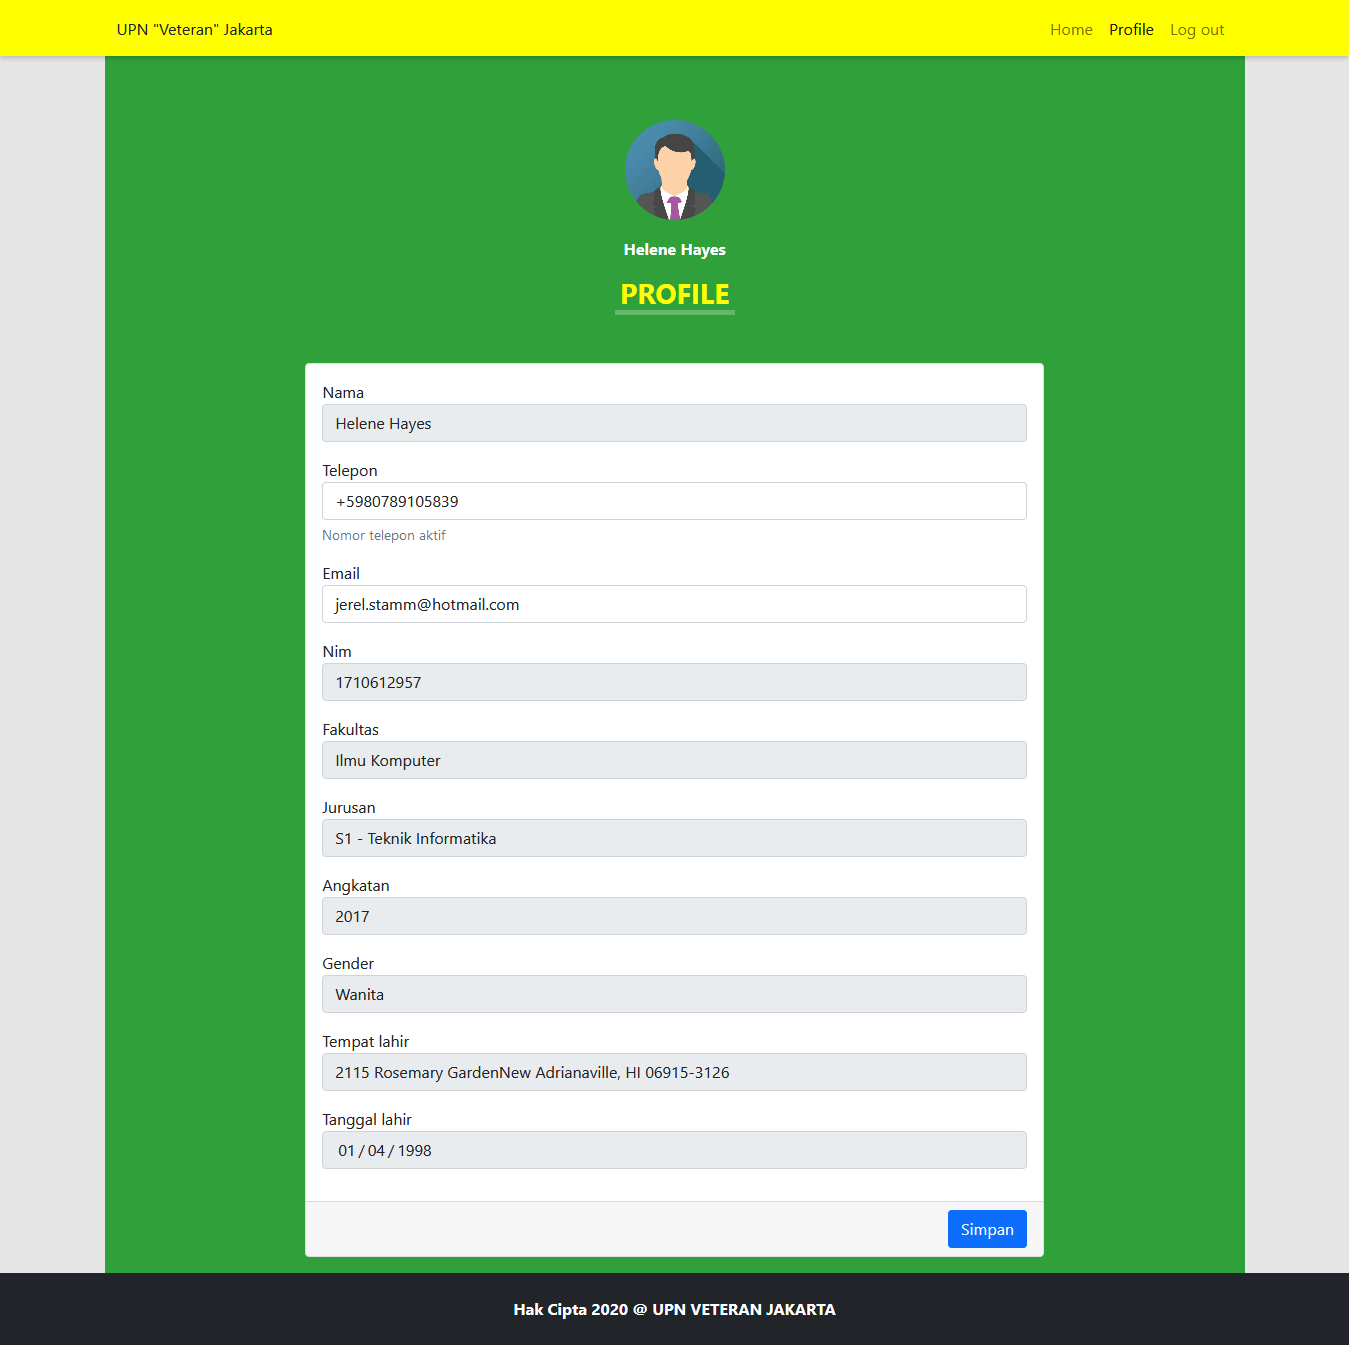 UPN "Veteran" Jakarta
Home Profile Log out
Helene Hayes
PROFILE
Nama
Helene Hayes
Telepon
+5980789105839
Nomor telepon aktif
Email
jerel.stamm@hotmail.com
Nim
1710612957
Fakultas
Ilmu Komputer
Jurusan
S1 - Teknik Informatika
Angkatan
2017
Gender
Wanita
Tempat lahir
2115 Rosemary GardenNew Adrianaville, HI 06915-3126
Tanggal lahir
01 / 04 / 1998
Simpan
Hak Cipta 2020 @ UPN VETERAN JAKARTA